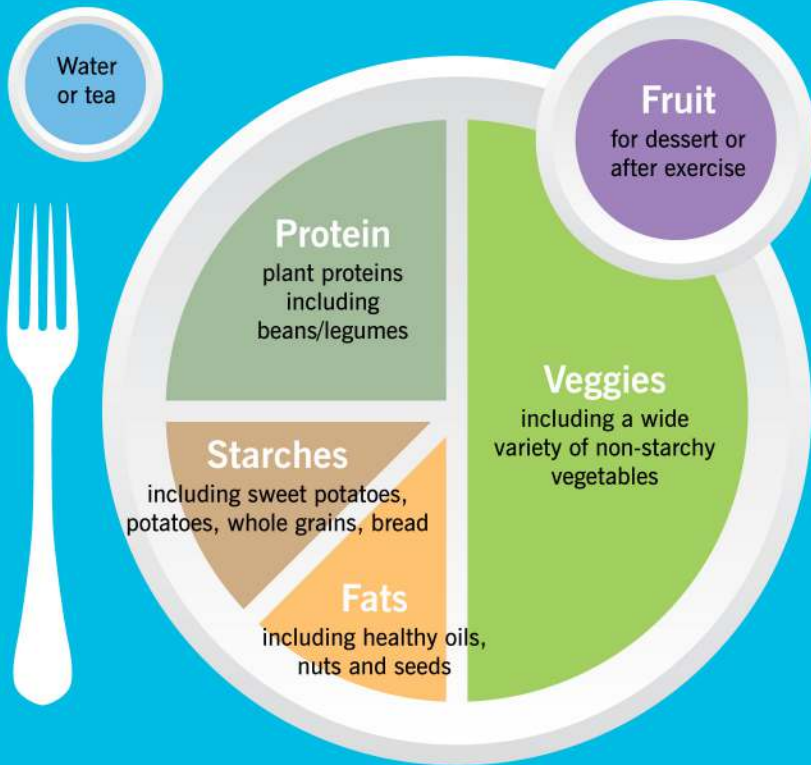 Water
or tea
Fruit
for dessert or
after exercise
Protein
plant proteins
including
beans/legumes
Veggies
including a wide
variety of non-starchy
vegetables
Starches
including sweet potatoes,
potatoes, whole grains, bread
Fats
including healthy oils,
nuts and seeds